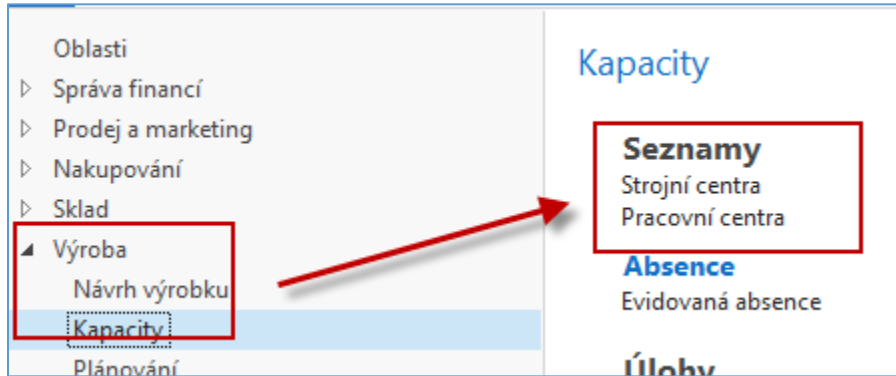 Oblasti
Správa financí
Prodej a marketing
Nakupování
Sklad
Výroba
Návrh výrobku
Kapacity
Plánování
Kapacity
Seznamy
Strojní centra
Pracovní centra
Absence
Evidovaná absence
Úlohy